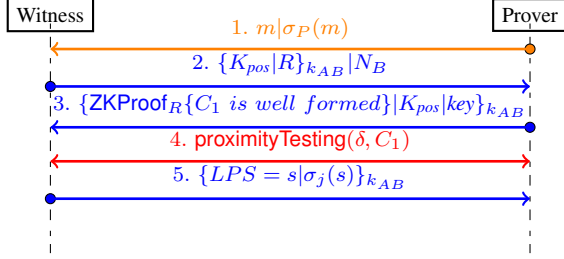 Witness Prover
1. m|σ_P(m)
2. {K_pos|R}_{k_AB}|N_B
3. {ZKProof_R{C_1 is well formed}|K_pos|key}_{k_AB}
4. proximityTesting(δ, C_1)
5. {LPS = s|σ_j(s)}_{k_AB}